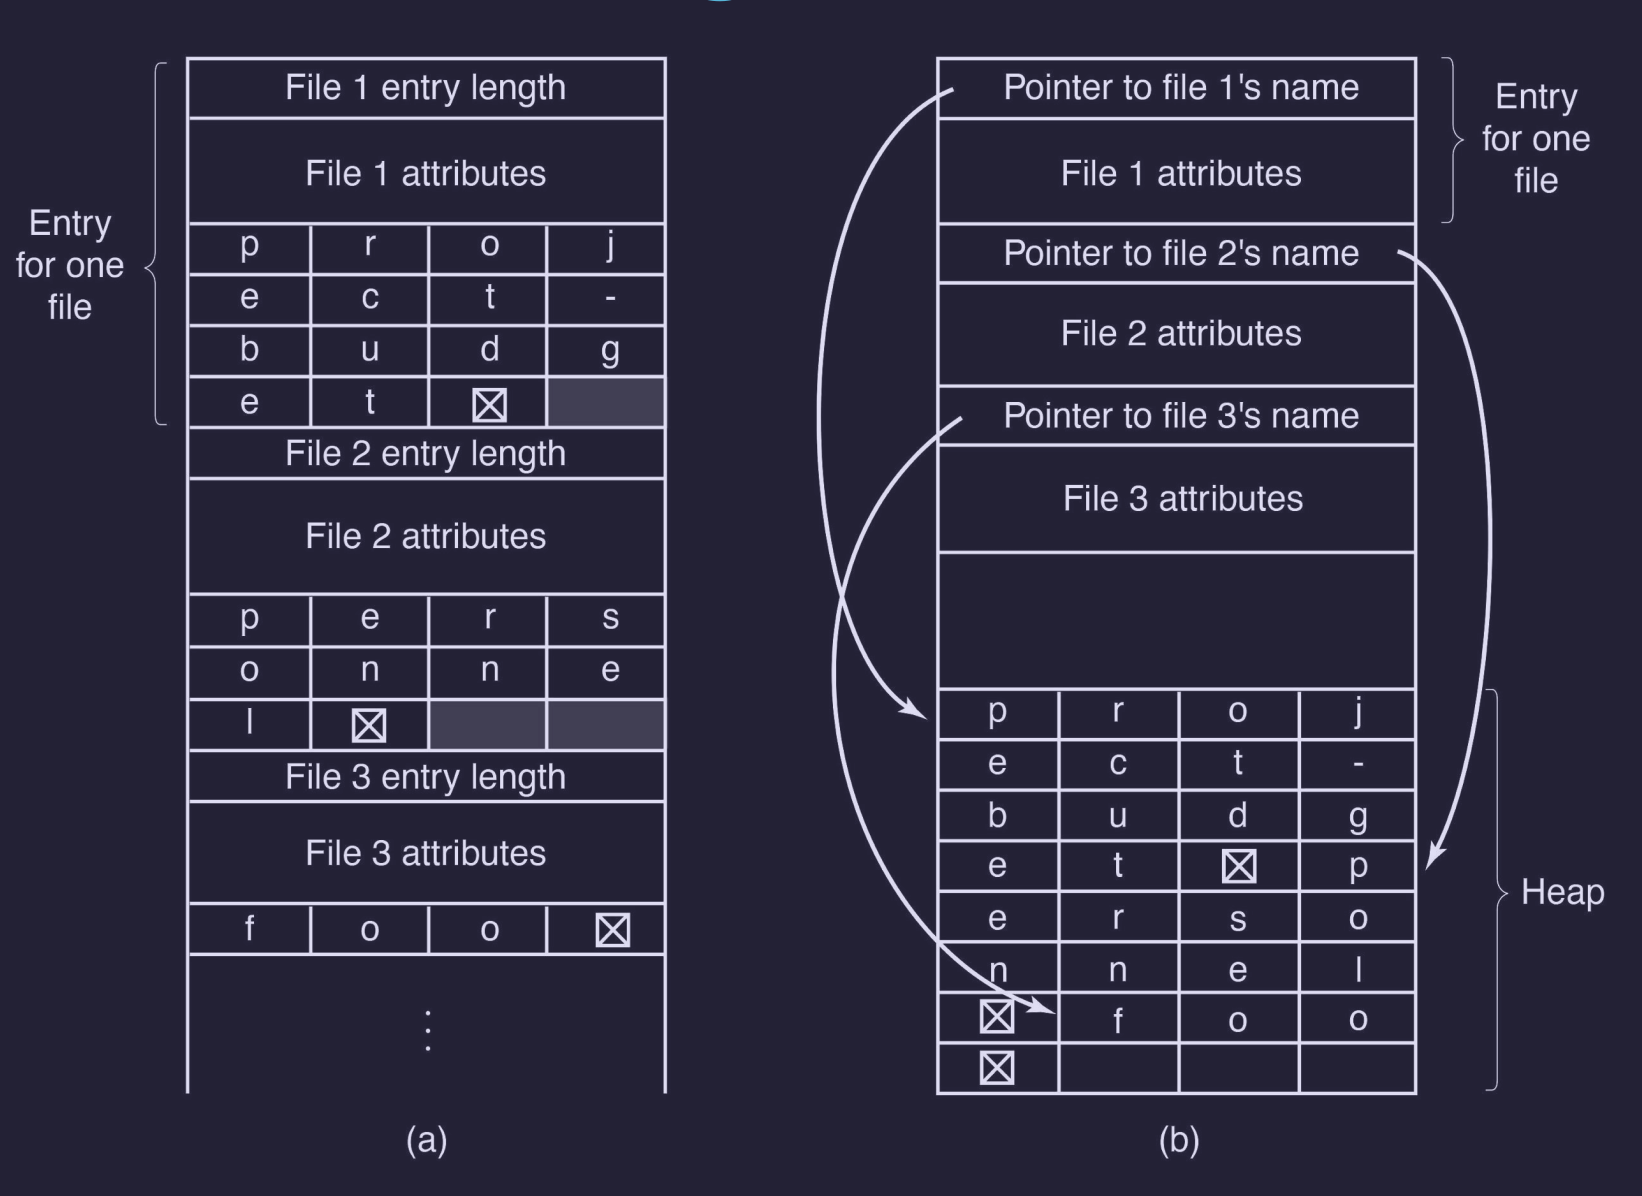 File 1 entry length
File 1 attributes
Entry
for one
file
p r o j
e c t -
b u d g
e t ☒
File 2 entry length
File 2 attributes
p e r s
o n n e
l ☒
File 3 entry length
File 3 attributes
f o o ☒
⋮
(a)
Pointer to file 1's name
File 1 attributes
Entry
for one
file
Pointer to file 2's name
File 2 attributes
Pointer to file 3's name
File 3 attributes
p r o j
e c t -
b u d g
e t ☒ p
e r s o
n n e l
☒ f o o
☒
Heap
(b)